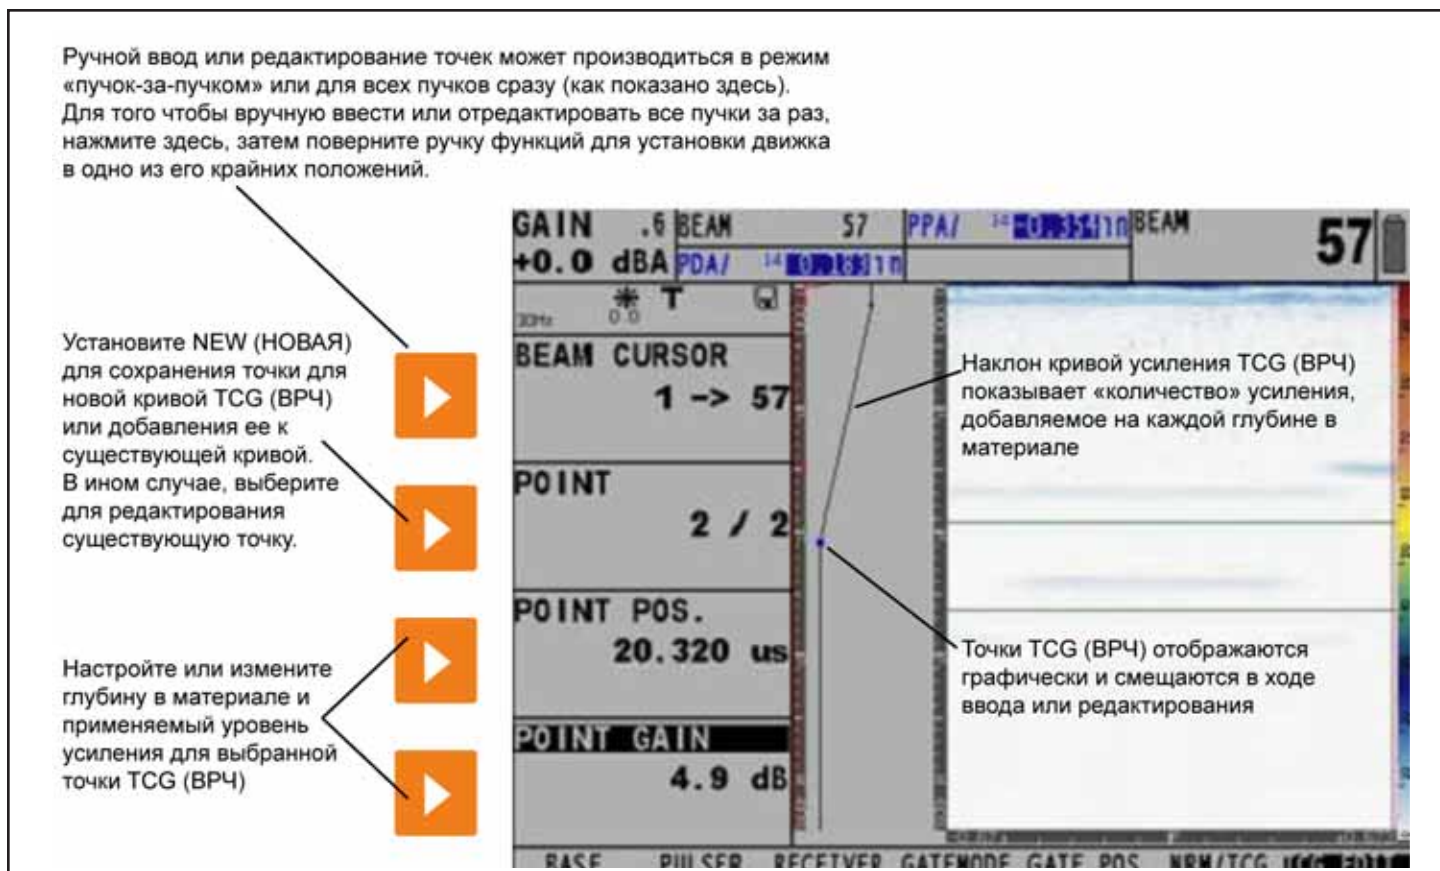 Ручной ввод или редактирование точек может производиться в режим
«пучок-за-пучком» или для всех пучков сразу (как показано здесь).
Для того чтобы вручную ввести или отредактировать все пучки за раз,
нажмите здесь, затем поверните ручку функций для установки движка
в одно из его крайних положений.
GAIN .6 BEAM 57 PPA/ BEAM 57
+0.0 dBA PDA/
T
0.0
Установите NEW (НОВАЯ)
для сохранения точки для
новой кривой TCG (ВРЧ)
или добавления ее к
существующей кривой.
В ином случае, выберите
для редактирования
существующую точку.
BEAM CURSOR
1 -> 57
POINT
2 / 2
Наклон кривой усиления TCG (ВРЧ)
показывает «количество» усиления,
добавляемое на каждой глубине в
материале
Настройте или измените
глубину в материале и
применяемый уровень
усиления для выбранной
точки TCG (ВРЧ)
POINT POS.
20.320 us
POINT GAIN
4.9 dB
Точки TCG (ВРЧ) отображаются
графически и смещаются в ходе
ввода или редактирования
BASE PULSER RECEIVER GATEMODE GATE POS NRM/TCG